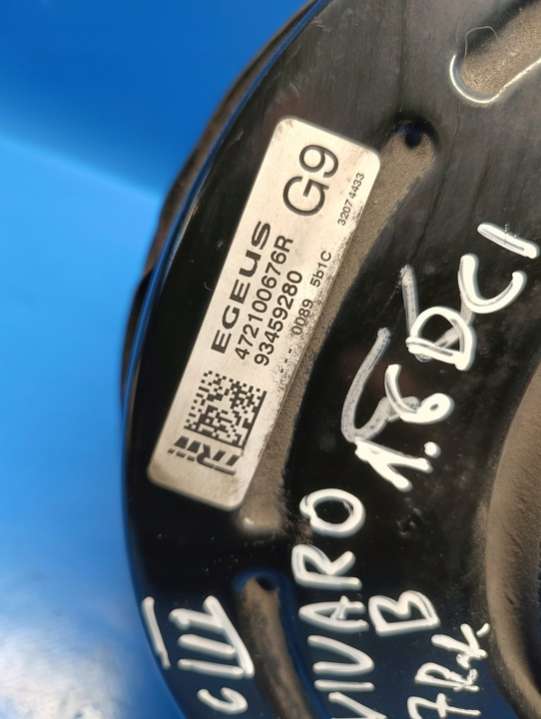 G9
EGEUS
472100676R
93459280
0089 5b1C
32074433
1.6 DCI
VIVARO
B